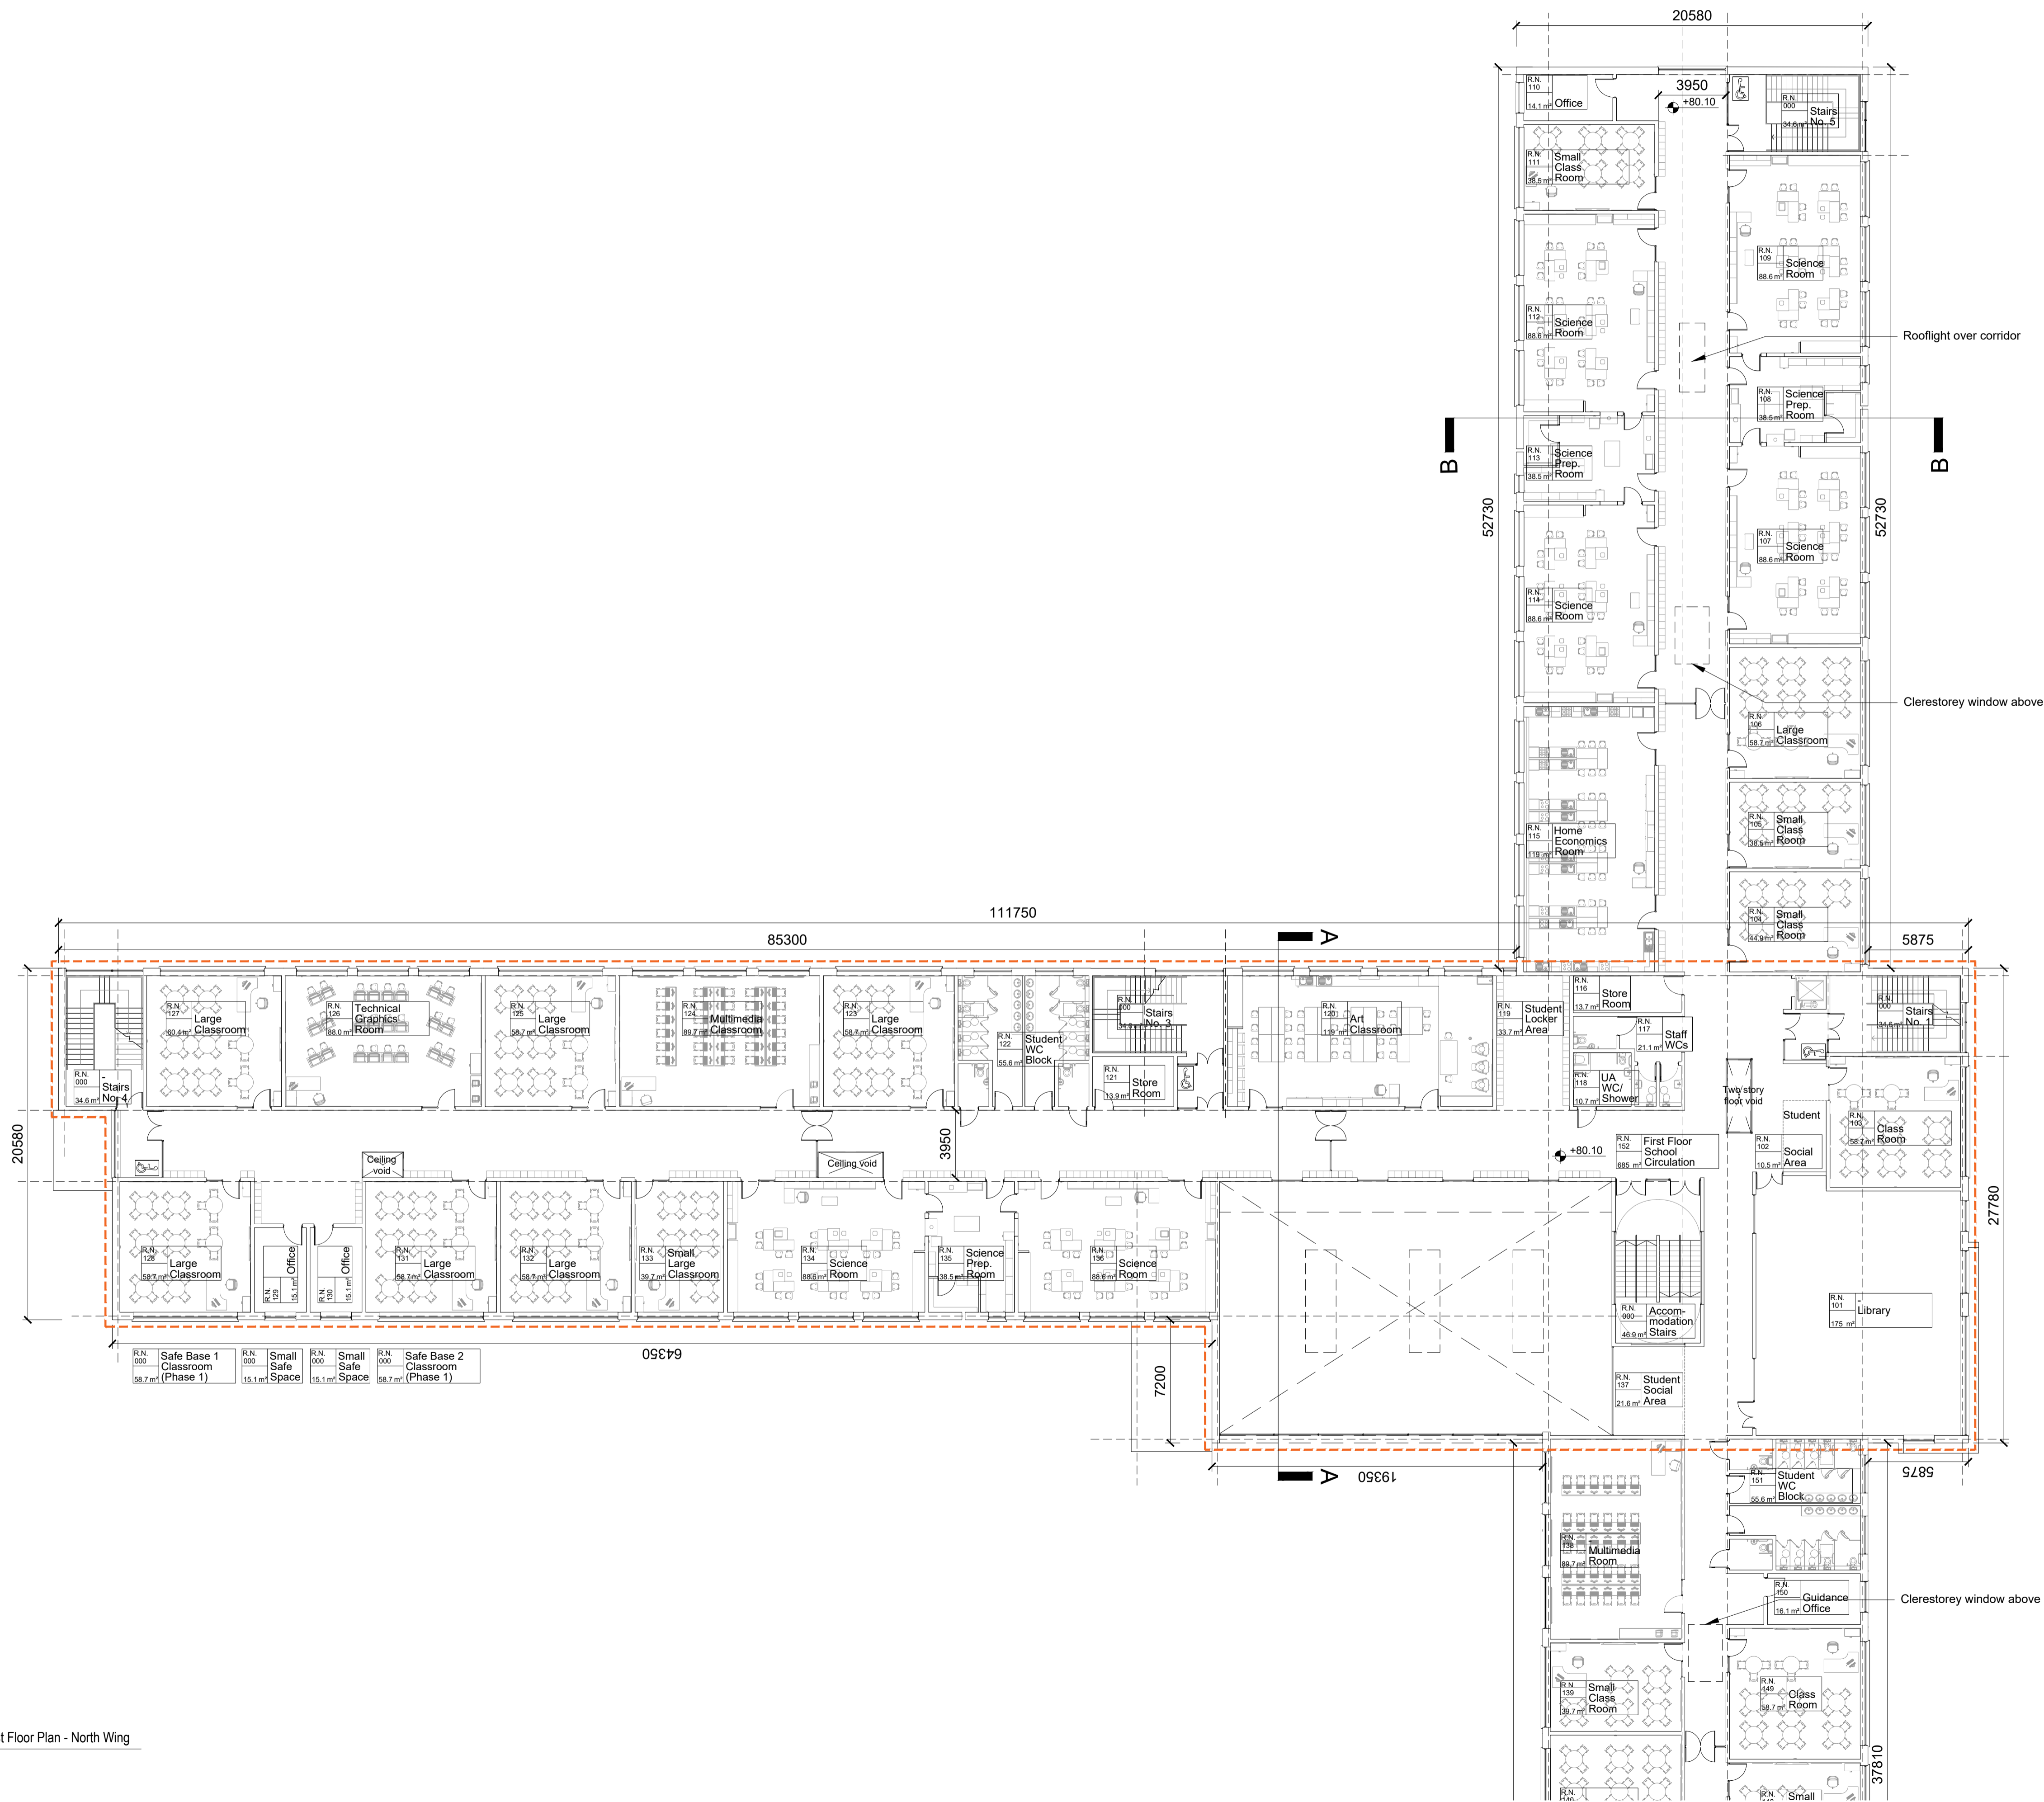 20580
R.N.
110
14.1 m²
Office
3950
+80.10
R.N.
000
34.6 m²
Stairs
No. 5
R.N.
111
38.5 m²
Small
Class
Room
R.N.
109
88.6 m²
Science
Room
R.N.
112
88.6 m²
Science
Room
Rooflight over corridor
R.N.
108
38.5 m²
Science
Prep.
Room
B
B
R.N.
113
38.5 m²
Science
Prep.
Room
52730
52730
R.N.
107
88.6 m²
Science
Room
R.N.
114
88.6 m²
Science
Room
Clerestorey window above
R.N.
106
58.7 m²
Large
Classroom
R.N.
105
38.5 m²
Small
Class
Room
R.N.
115
119 m²
Home
Economics
Room
R.N.
104
44.9 m²
Small
Class
Room
111750
85300
A
5875
R.N.
127
60.4 m²
Large
Classroom
R.N.
126
88.0 m²
Technical
Graphics
Room
R.N.
125
58.7 m²
Large
Classroom
R.N.
124
89.7 m²
Multimedia
Classroom
R.N.
123
58.7 m²
Large
Classroom
R.N.
122
55.6 m²
Student
WC
Block
R.N.
000
34.6 m²
Stairs
No. 3
R.N.
120
119 m²
Art
Classroom
R.N.
119
33.7 m²
Student
Locker
Area
R.N.
116
13.7 m²
Store
Room
R.N.
117
21.1 m²
Staff
WCs
R.N.
000
34.6 m²
Stairs
No. 1
R.N.
000
34.6 m²
-
Stairs
No. 4
R.N.
121
13.9 m²
Store
Room
R.N.
118
10.7 m²
UA
WC/
Shower
Two story
floor void
Student
R.N.
102
10.5 m²
Social
Area
R.N.
103
58.7 m²
Class
Room
20580
3950
Ceiling
void
Ceiling void
+80.10
R.N.
152
685 m²
First Floor
School
Circulation
27780
R.N.
128
58.7 m²
Large
Classroom
R.N.
129
15.1 m²
Office
R.N.
130
15.1 m²
Office
R.N.
131
58.7 m²
Large
Classroom
R.N.
132
58.7 m²
Large
Classroom
R.N.
133
39.7 m²
Small
Large
Classroom
R.N.
134
88.6 m²
Science
Room
R.N.
135
38.5 m²
Science
Prep.
Room
R.N.
136
88.6 m²
Science
Room
R.N.
000
46.9 m²
Accom-
modation
Stairs
R.N.
101
175 m²
-
Library
64350
7200
R.N.
000
58.7 m²
Safe Base 1
Classroom
(Phase 1)
R.N.
000
15.1 m²
Small
Safe
Space
R.N.
000
15.1 m²
Small
Safe
Space
R.N.
000
58.7 m²
Safe Base 2
Classroom
(Phase 1)
R.N.
137
21.6 m²
Student
Social
Area
A
19350
5875
R.N.
151
55.6 m²
Student
WC
Block
R.N.
138
89.7 m²
-
Multimedia
Room
R.N.
150
16.1 m²
Guidance
Office
Clerestorey window above
R.N.
139
39.7 m²
Small
Class
Room
R.N.
149
58.7 m²
Class
Room
t Floor Plan - North Wing
37810
R.N.
R.N.
Small